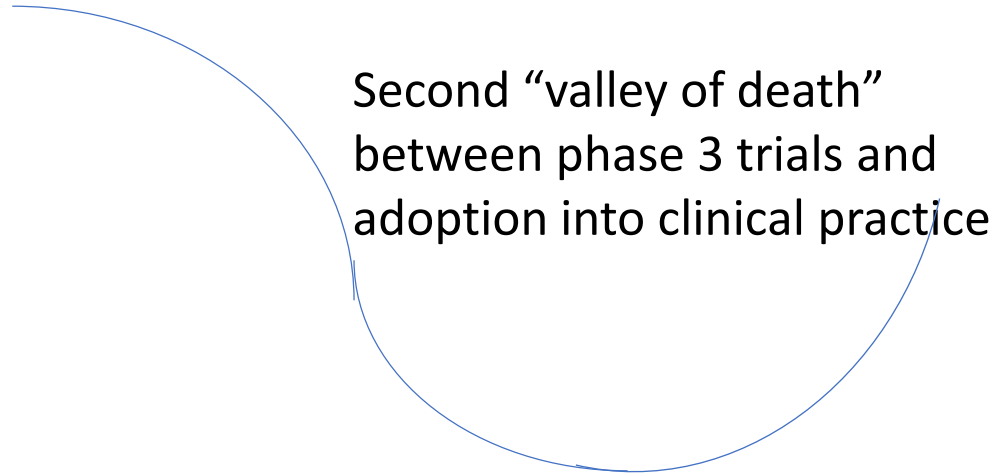 Second “valley of death”
between phase 3 trials and
adoption into clinical practice